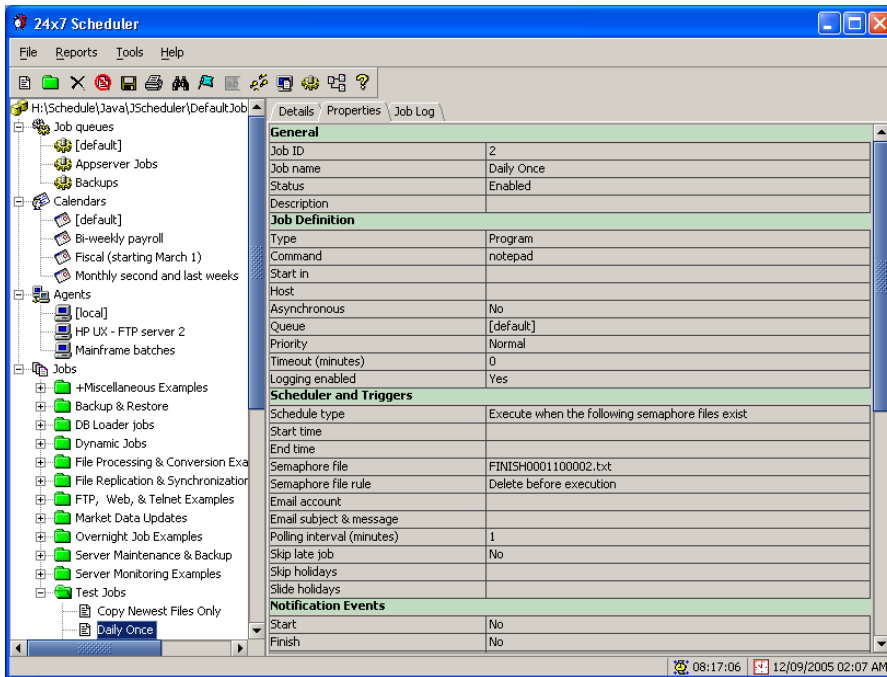 24x7 Scheduler
File Reports Tools Help
H:\Schedule\Java\JScheduler\DefaultJob
Job queues
[default]
Appserver Jobs
Backups
Calendars
[default]
Bi-weekly payroll
Fiscal (starting March 1)
Monthly second and last weeks
Agents
[local]
HP UX - FTP server 2
Mainframe batches
Jobs
+Miscellaneous Examples
Backup & Restore
DB Loader jobs
Dynamic Jobs
File Processing & Conversion Exa
File Replication & Synchronization
FTP, Web, & Telnet Examples
Market Data Updates
Overnight Job Examples
Server Maintenance & Backup
Server Monitoring Examples
Test Jobs
Copy Newest Files Only
Daily Once
Details Properties Job Log
General
Job ID 2
Job name Daily Once
Status Enabled
Description
Job Definition
Type Program
Command notepad
Start in
Host
Asynchronous No
Queue [default]
Priority Normal
Timeout (minutes) 0
Logging enabled Yes
Scheduler and Triggers
Schedule type Execute when the following semaphore files exist
Start time
End time
Semaphore file FINISH0001100002.txt
Semaphore file rule Delete before execution
Email account
Email subject & message
Polling interval (minutes) 1
Skip late job No
Skip holidays
Slide holidays
Notification Events
Start No
Finish No
08:17:06 12/09/2005 02:07 AM